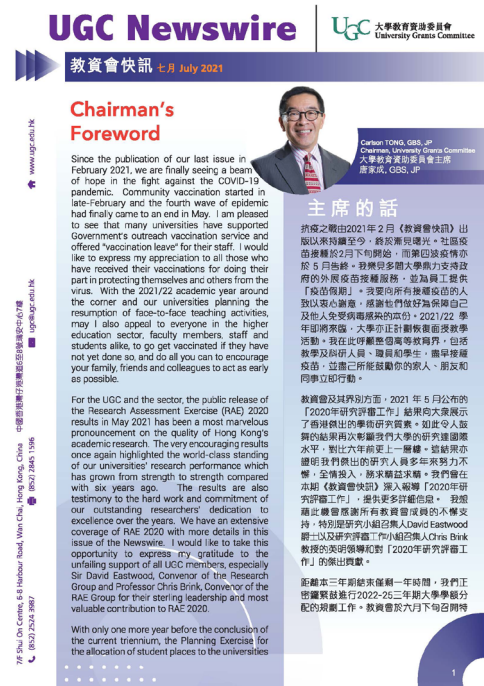 UGC Newswire
UGC 大學教育資助委員會
University Grants Committee
教資會快訊 七月 July 2021
Chairman's
Foreword
Since the publication of our last issue in
February 2021, we are finally seeing a beam
of hope in the fight against the COVID-19
pandemic. Community vaccination started in
late-February and the fourth wave of epidemic
had finally came to an end in May. I am pleased
to see that many universities have supported
Government's outreach vaccination service and
offered "vaccination leave" for their staff. I would
like to express my appreciation to all those who
have received their vaccinations for doing their
part in protecting themselves and others from the
virus. With the 2021/22 academic year around
the corner and our universities planning the
resumption of face-to-face teaching activities,
may I also appeal to everyone in the higher
education sector, faculty members, staff and
students alike, to go get vaccinated if they have
not yet done so, and do all you can to encourage
your family, friends and colleagues to act as early
as possible.
For the UGC and the sector, the public release of
the Research Assessment Exercise (RAE) 2020
results in May 2021 has been a most marvelous
pronouncement on the quality of Hong Kong's
academic research. The very encouraging results
once again highlighted the world-class standing
of our universities' research performance which
has grown from strength to strength compared
with six years ago. The results are also
testimony to the hard work and commitment of
our outstanding researchers' dedication to
excellence over the years. We have an extensive
coverage of RAE 2020 with more details in this
issue of the Newswire. I would like to take this
opportunity to express my gratitude to the
unfailing support of all UGC members, especially
Sir David Eastwood, Convenor of the Research
Group and Professor Chris Brink, Convenor of the
RAE Group for their sterling leadership and most
valuable contribution to RAE 2020.
With only one more year before the conclusion of
the current triennium, the Planning Exercise for
the allocation of student places to the universities
Carlson TONG, GBS, JP
Chairman, University Grants Committee
大學教育資助委員會主席
唐家成, GBS, JP
主席的話
抗疫之戰由2021年2月《教資會快訊》出
版以來持續至今，終於漸見曙光。社區疫
苗接種於2月下旬開始，而第四波疫情亦
於 5 月告終。我樂見多間大學鼎力支持政
府的外展疫苗接種服務，並為員工提供
「疫苗假期」。我要向所有接種疫苗的人
致以衷心謝意，感謝他們做好為保障自己
及他人免受病毒感染的本份。2021/22 學
年即將來臨，大學亦正計劃恢復面授教學
活動。我在此呼籲整個高等教育界，包括
教學及科研人員、職員和學生，盡早接種
疫苗，並盡己所能鼓勵你的家人、朋友和
同事立即行動。
教資會及其界別方面，2021 年 5 月公布的
「2020年研究評審工作」結果向大衆展示
了香港傑出的學術研究質素。如此令人鼓
舞的結果再次彰顯我們大學的研究達國際
水平，對比六年前更上一層樓。這結果亦
證明我們傑出的研究人員多年來努力不
懈，全情投入，務求精益求精。我們會在
本期《教資會快訊》深入報導「2020年研
究評審工作」，提供更多詳細信息。 我想
藉此機會感謝所有教資會成員的不懈支
持，特別是研究小組召集人David Eastwood
爵士以及研究評審工作小組召集人Chris Brink
教授的英明領導和對「2020年研究評審工
作」的傑出貢獻。
距離本三年期結束僅剩一年時間，我們正
密鑼緊鼓進行2022-25三年期大學學額分
配的規劃工作。教資會於六月下旬召開特
www.ugc.edu.hk
ugc@ugc.edu.hk
中國香港灣仔港灣道6至8號瑞安中心7樓
(852) 2845 1596
7/F Shui On Centre, 6-8 Harbour Road, Wan Chai, Hong Kong, China
(852) 2524 3987
1